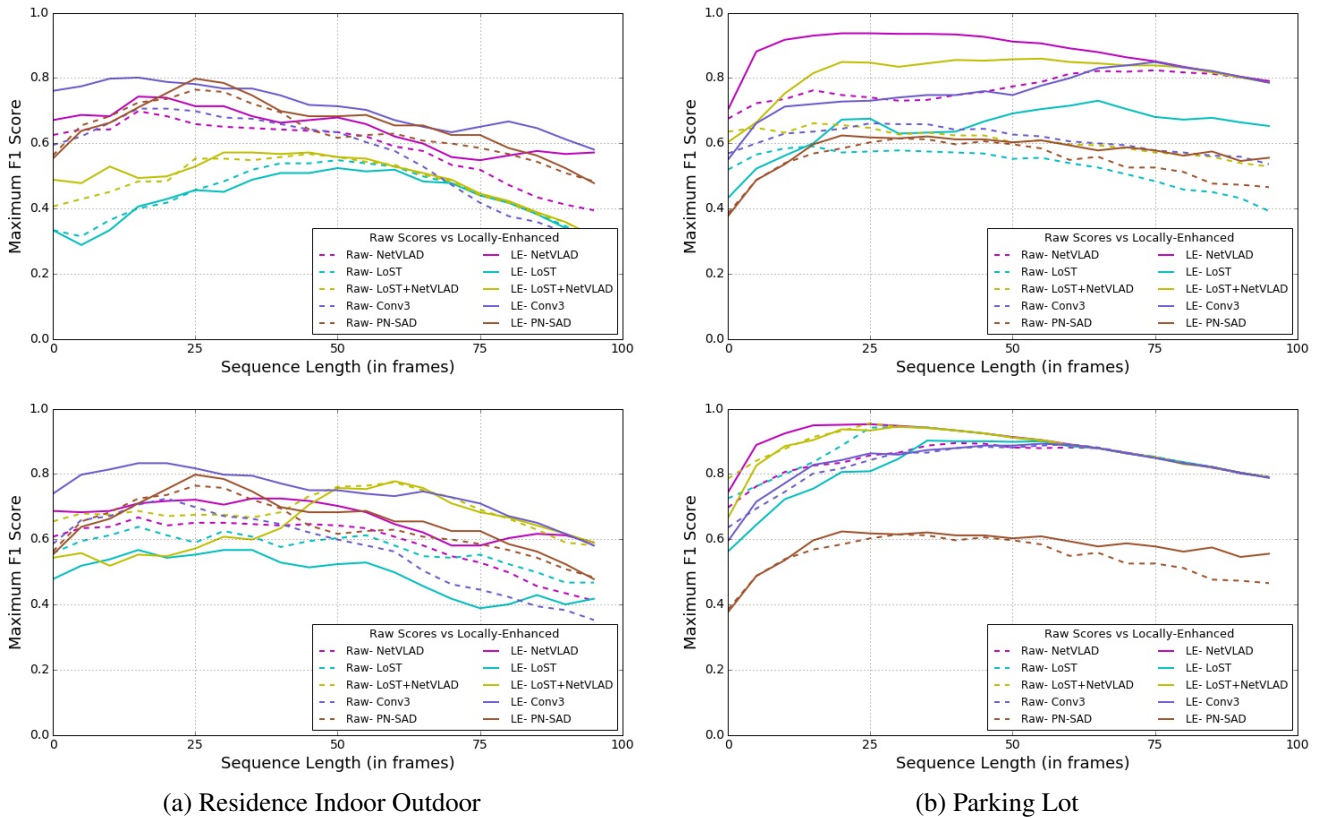 1.0
0.8
0.6
0.4
0.2
0.0
0 25 50 75 100
Maximum F1 Score
Sequence Length (in frames)
Raw Scores vs Locally-Enhanced
Raw- NetVLAD LE- NetVLAD
Raw- LoST LE- LoST
Raw- LoST+NetVLAD LE- LoST+NetVLAD
Raw- Conv3 LE- Conv3
Raw- PN-SAD LE- PN-SAD
1.0
0.8
0.6
0.4
0.2
0.0
0 25 50 75 100
Maximum F1 Score
Sequence Length (in frames)
Raw Scores vs Locally-Enhanced
Raw- NetVLAD LE- NetVLAD
Raw- LoST LE- LoST
Raw- LoST+NetVLAD LE- LoST+NetVLAD
Raw- Conv3 LE- Conv3
Raw- PN-SAD LE- PN-SAD
1.0
0.8
0.6
0.4
0.2
0.0
0 25 50 75 100
Maximum F1 Score
Sequence Length (in frames)
Raw Scores vs Locally-Enhanced
Raw- NetVLAD LE- NetVLAD
Raw- LoST LE- LoST
Raw- LoST+NetVLAD LE- LoST+NetVLAD
Raw- Conv3 LE- Conv3
Raw- PN-SAD LE- PN-SAD
1.0
0.8
0.6
0.4
0.2
0.0
0 25 50 75 100
Maximum F1 Score
Sequence Length (in frames)
Raw Scores vs Locally-Enhanced
Raw- NetVLAD LE- NetVLAD
Raw- LoST LE- LoST
Raw- LoST+NetVLAD LE- LoST+NetVLAD
Raw- Conv3 LE- Conv3
Raw- PN-SAD LE- PN-SAD
(a) Residence Indoor Outdoor
(b) Parking Lot